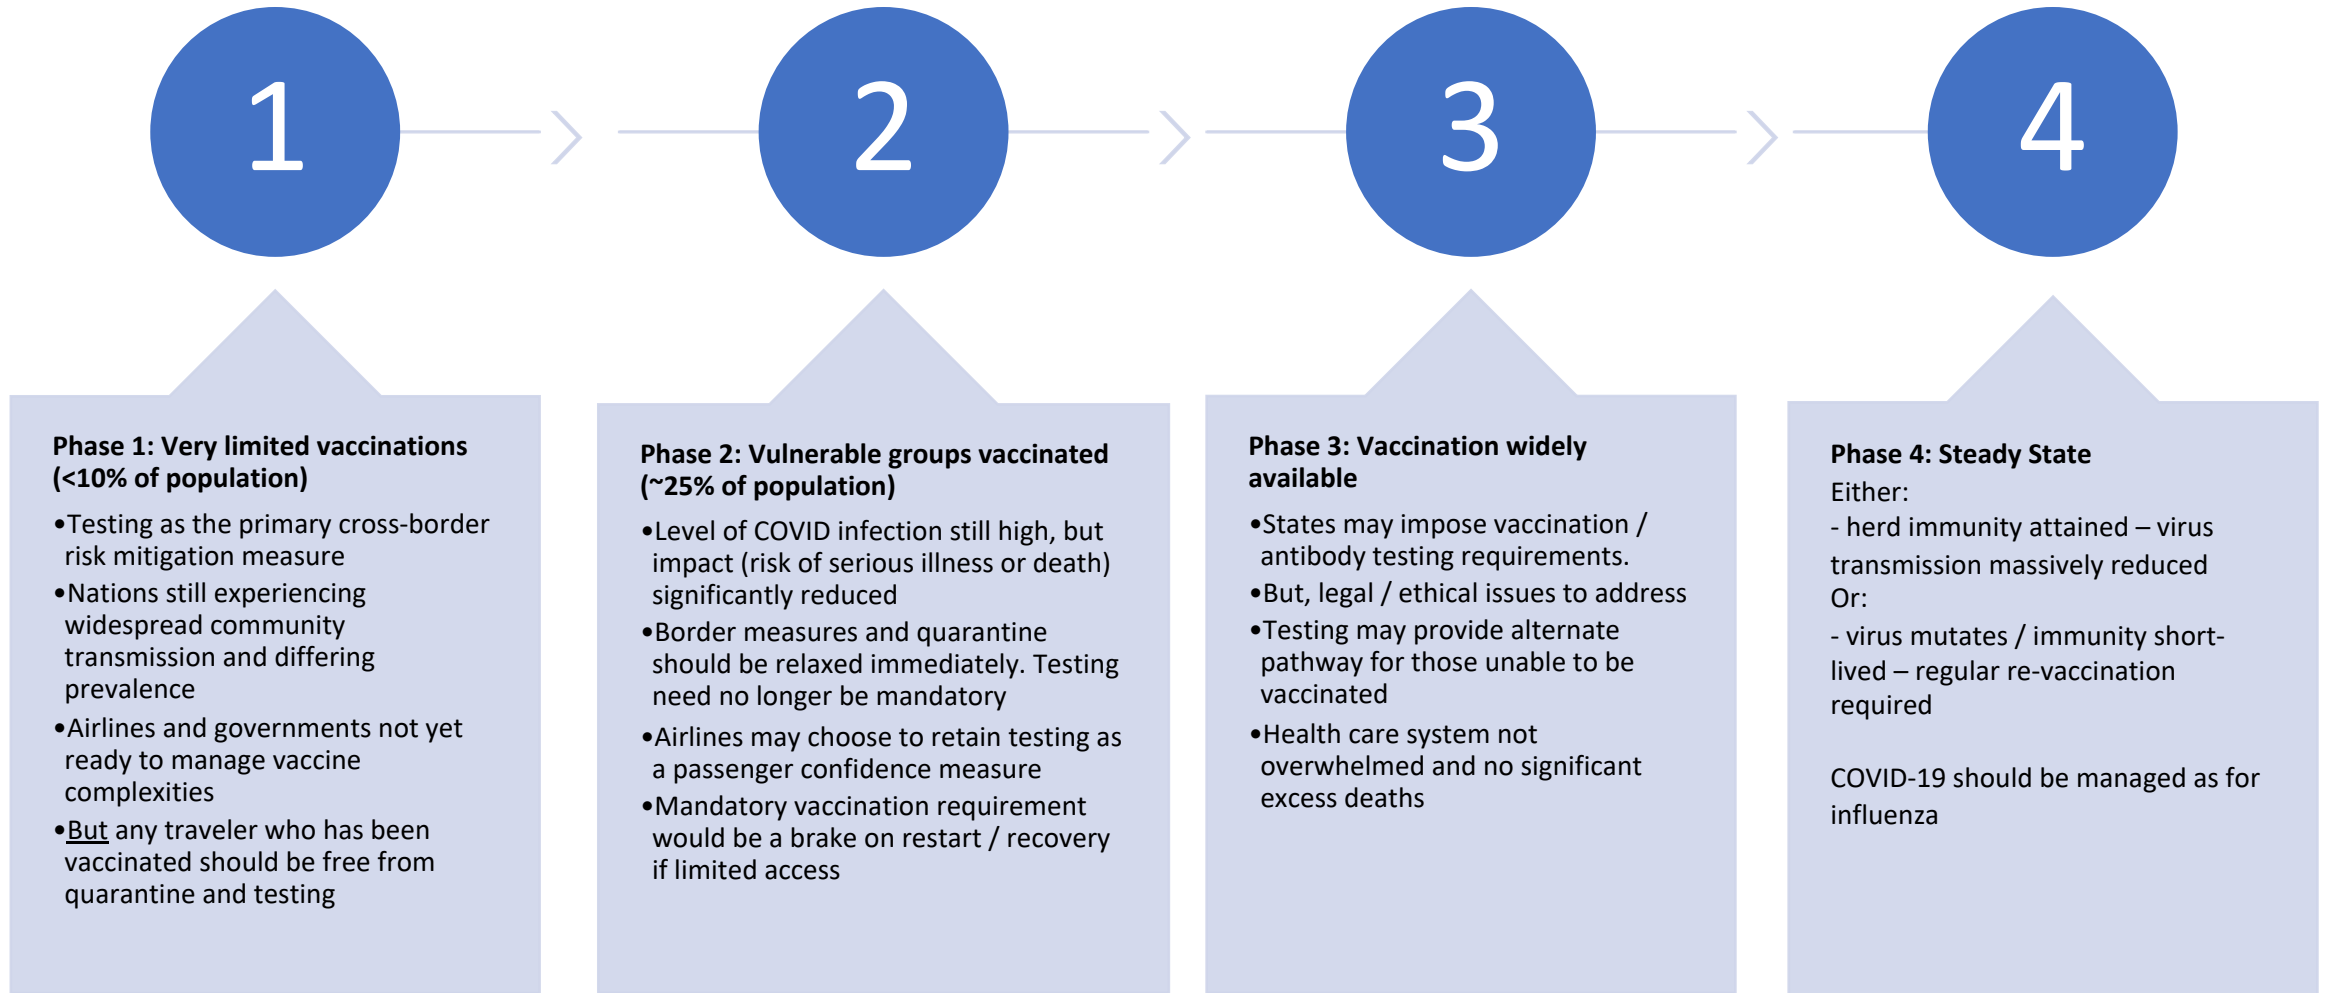 1
2
3
4
Phase 1: Very limited vaccinations
(<10% of population)
•Testing as the primary cross-border
risk mitigation measure
•Nations still experiencing
widespread community
transmission and differing
prevalence
•Airlines and governments not yet
ready to manage vaccine
complexities
•But any traveler who has been
vaccinated should be free from
quarantine and testing
Phase 2: Vulnerable groups vaccinated
(~25% of population)
•Level of COVID infection still high, but
impact (risk of serious illness or death)
significantly reduced
•Border measures and quarantine
should be relaxed immediately. Testing
need no longer be mandatory
•Airlines may choose to retain testing as
a passenger confidence measure
•Mandatory vaccination requirement
would be a brake on restart / recovery
if limited access
Phase 3: Vaccination widely
available
•States may impose vaccination /
antibody testing requirements.
•But, legal / ethical issues to address
•Testing may provide alternate
pathway for those unable to be
vaccinated
•Health care system not
overwhelmed and no significant
excess deaths
Phase 4: Steady State
Either:
- herd immunity attained – virus
transmission massively reduced
Or:
- virus mutates / immunity short-
lived – regular re-vaccination
required
COVID-19 should be managed as for
influenza